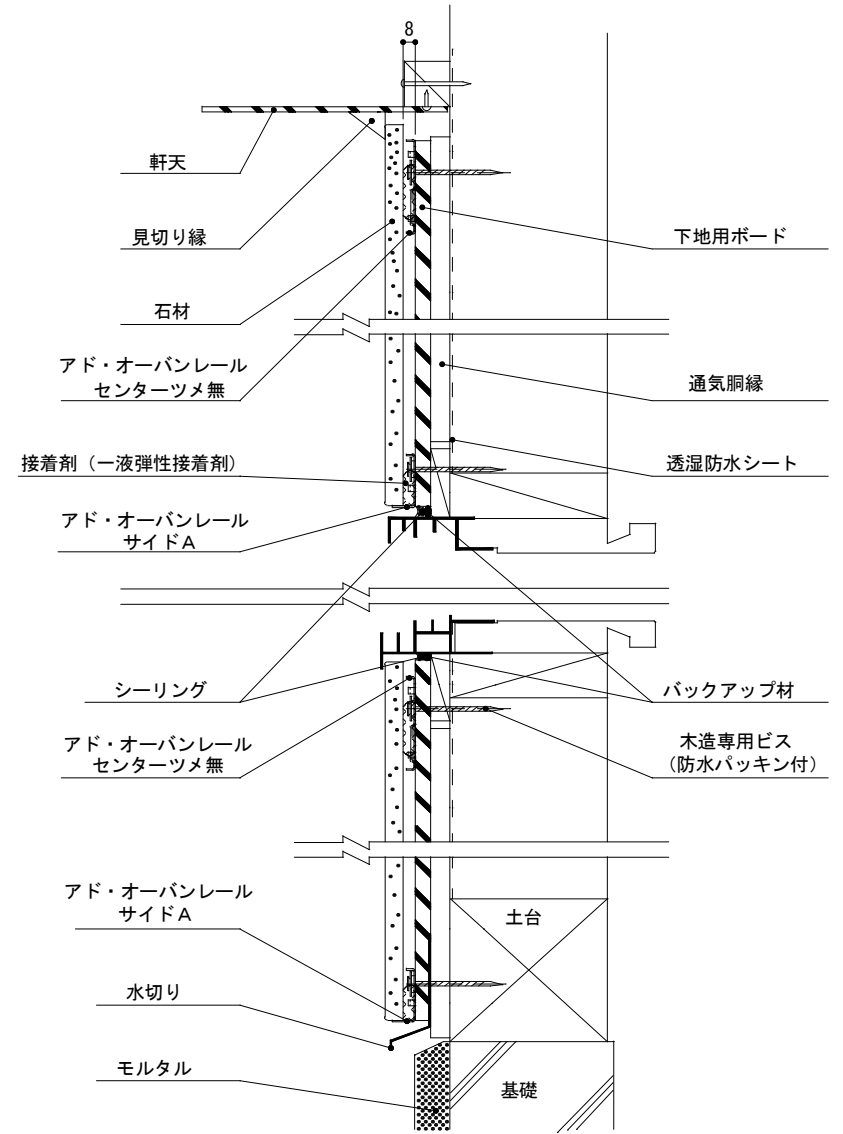 8
軒天
見切り縁
下地用ボード
石材
アド・オーバンレール
センターツメ無
通気胴縁
接着剤（一液弾性接着剤）
透湿防水シート
アド・オーバンレール
サイドA
シーリング
バックアップ材
アド・オーバンレール
センターツメ無
木造専用ビス
（防水パッキン付）
アド・オーバンレール
サイドA
土台
水切り
モルタル
基礎